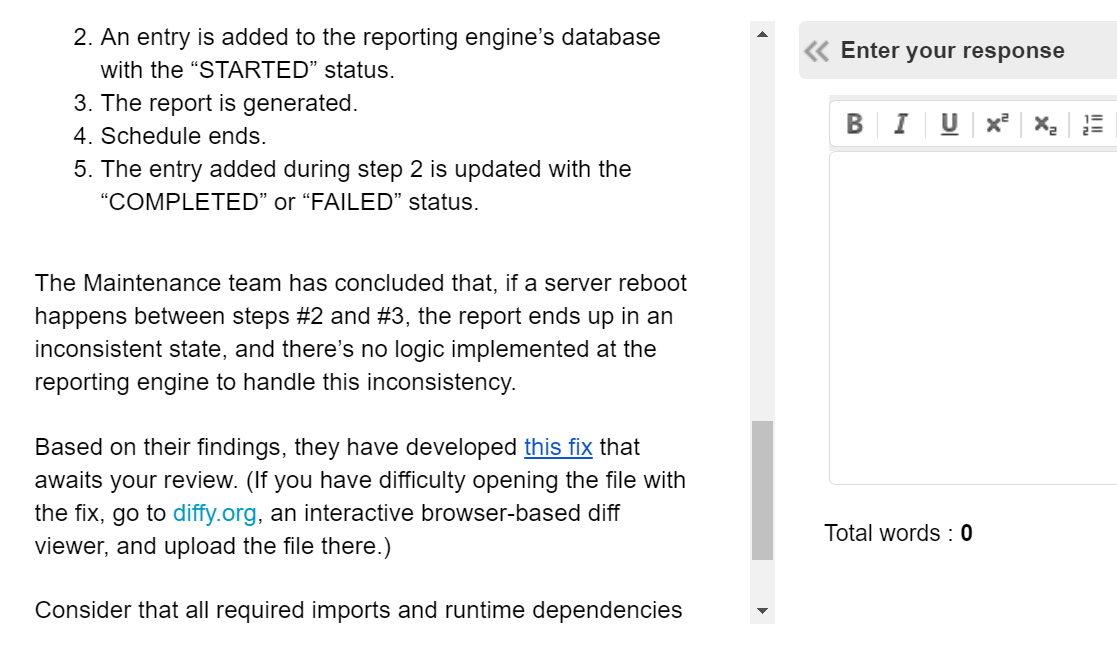 2. An entry is added to the reporting engine’s database
with the “STARTED” status.
3. The report is generated.
4. Schedule ends.
5. The entry added during step 2 is updated with the
“COMPLETED” or “FAILED” status.
The Maintenance team has concluded that, if a server reboot
happens between steps #2 and #3, the report ends up in an
inconsistent state, and there’s no logic implemented at the
reporting engine to handle this inconsistency.
Based on their findings, they have developed this fix that
awaits your review. (If you have difficulty opening the file with
the fix, go to diffy.org, an interactive browser-based diff
viewer, and upload the file there.)
Consider that all required imports and runtime dependencies
Enter your response
B I U x² x₂
Total words : 0